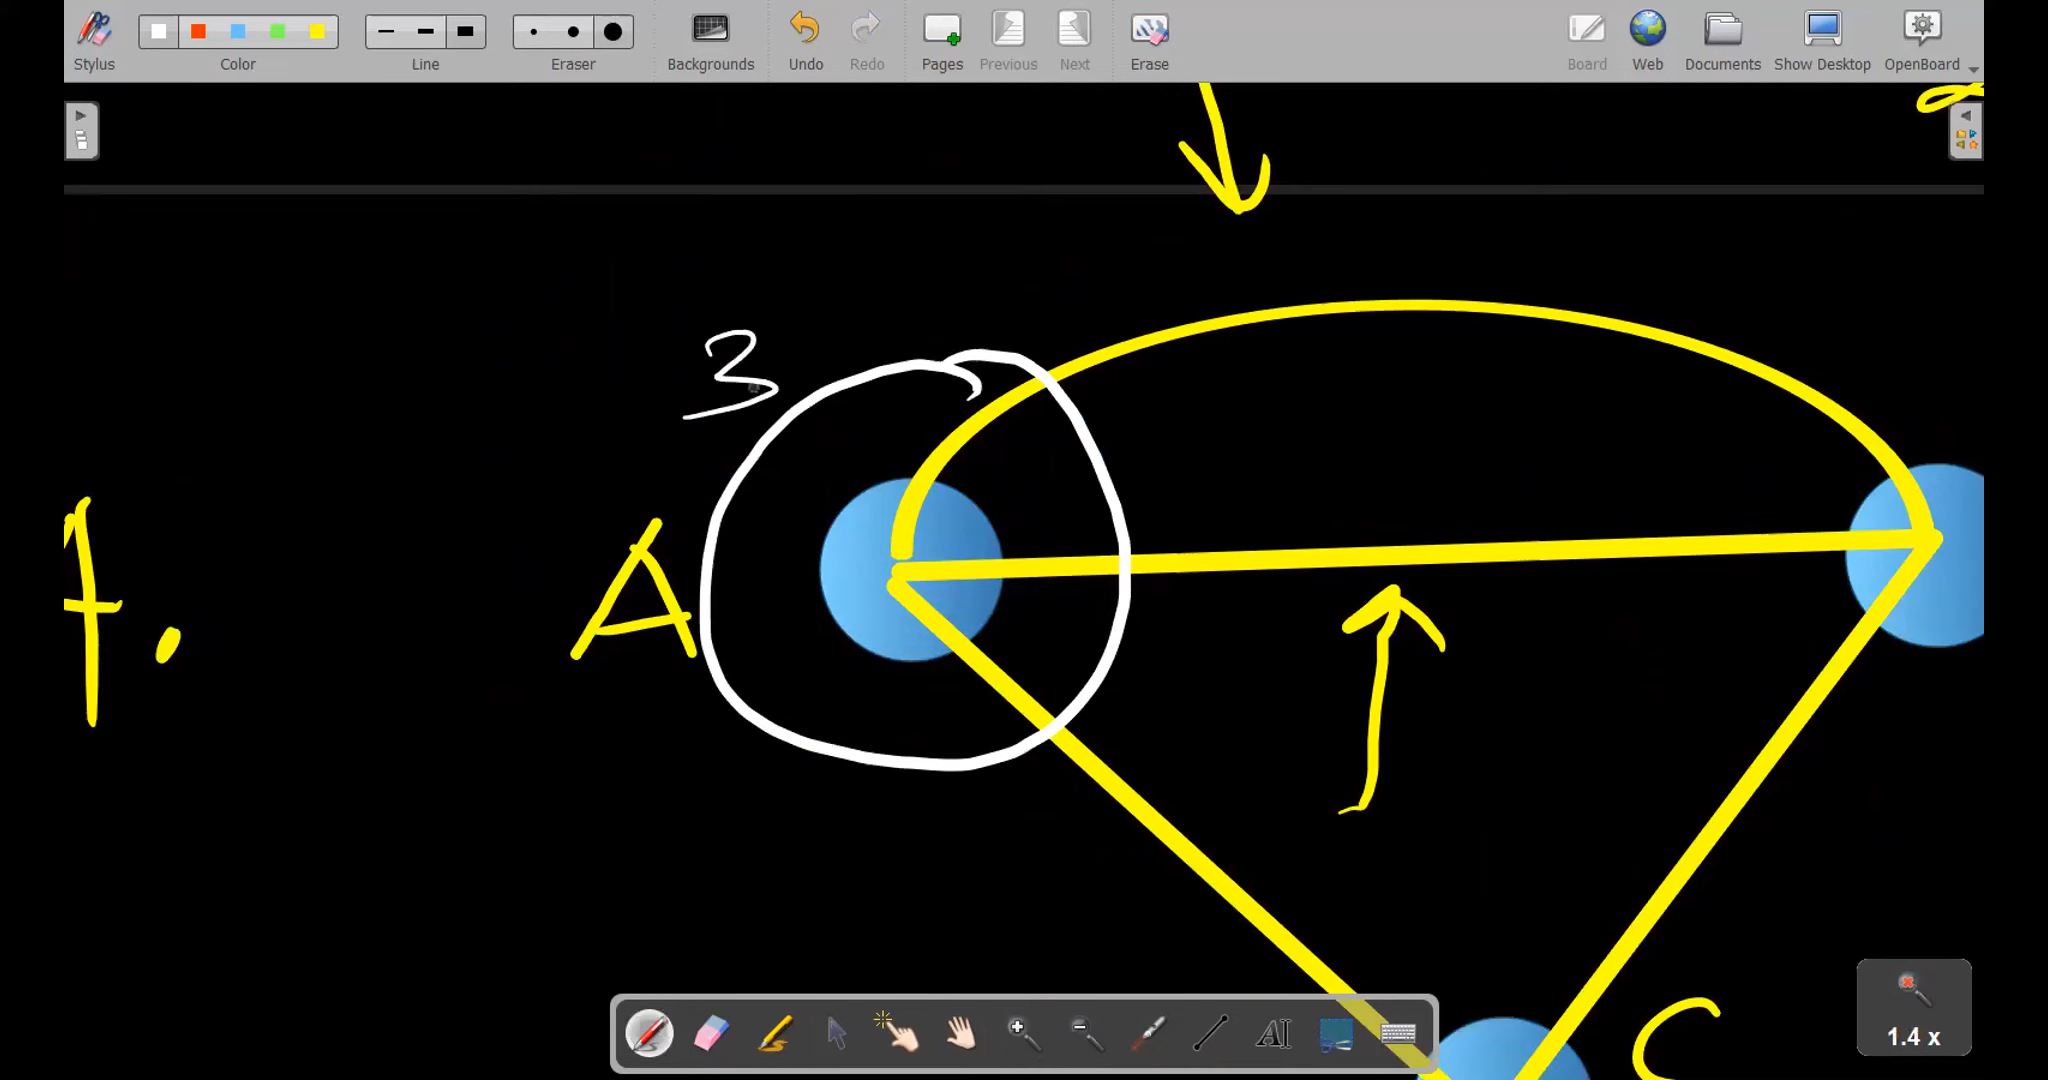 Stylus Color Line Eraser Backgrounds Undo Redo Pages Previous Next Erase Board Web Documents Show Desktop OpenBoard
3
A
C
AI
1.4 x